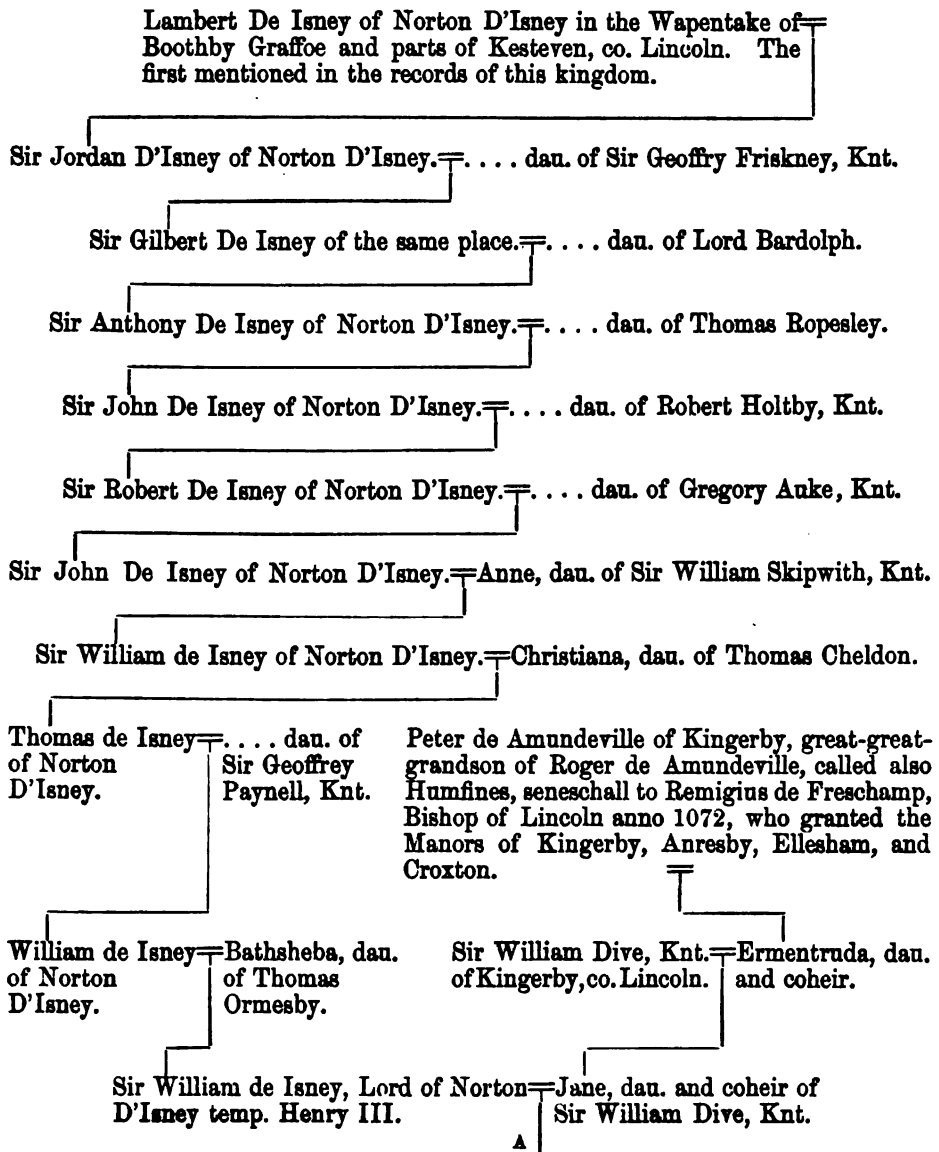 Lambert De Isney of Norton D'Isney in the Wapentake of=
Boothby Graffoe and parts of Kesteven, co. Lincoln. The
first mentioned in the records of this kingdom.
Sir Jordan D'Isney of Norton D'Isney.=. . . . dau. of Sir Geoffry Friskney, Knt.
Sir Gilbert De Isney of the same place.=. . . . dau. of Lord Bardolph.
Sir Anthony De Isney of Norton D'Isney.=. . . . dau. of Thomas Ropesley.
Sir John De Isney of Norton D'Isney.=. . . . dau. of Robert Holtby, Knt.
Sir Robert De Isney of Norton D'Isney.=. . . . dau. of Gregory Auke, Knt.
Sir John De Isney of Norton D'Isney.=Anne, dau. of Sir William Skipwith, Knt.
Sir William de Isney of Norton D'Isney.=Christiana, dau. of Thomas Cheldon.
Thomas de Isney=
of Norton
D'Isney.
. . . . dau. of
Sir Geoffrey
Paynell, Knt.
Peter de Amundeville of Kingerby, great-great-
grandson of Roger de Amundeville, called also
Humfines, seneschall to Remigius de Freschamp,
Bishop of Lincoln anno 1072, who granted the
Manors of Kingerby, Anresby, Ellesham, and
Croxton.
=
William de Isney=
of Norton
D'Isney.
Bathsheba, dau.
of Thomas
Ormesby.
Sir William Dive, Knt.=
of Kingerby, co. Lincoln.
Ermentruda, dau.
and coheir.
Sir William de Isney, Lord of Norton=
D'Isney temp. Henry III.
Jane, dau. and coheir of
Sir William Dive, Knt.
A